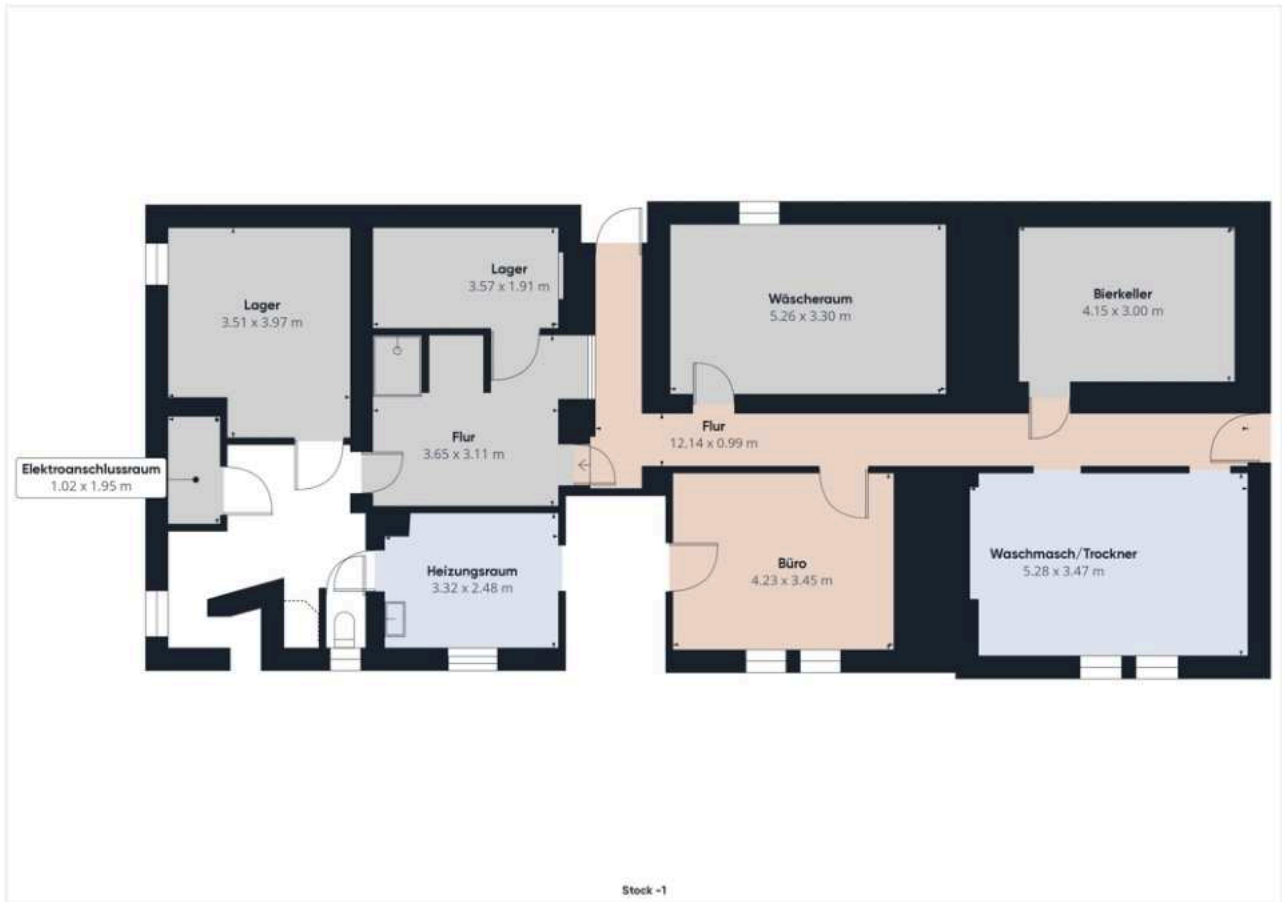 Lager
3.51 x 3.97 m
Lager
3.57 x 1.91 m
Wäscheraum
5.26 x 3.30 m
Bierkeller
4.15 x 3.00 m
Flur
3.65 x 3.11 m
Flur
12.14 x 0.99 m
Elektroanschlussraum
1.02 x 1.95 m
Heizungsraum
3.32 x 2.48 m
Büro
4.23 x 3.45 m
Waschmasch/Trockner
5.28 x 3.47 m
Stock -1